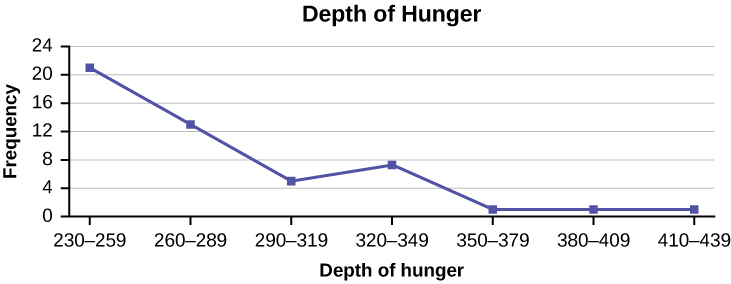 Depth of Hunger
Frequency
24
20
16
12
8
4
0
230–259 260–289 290–319 320–349 350–379 380–409 410–439
Depth of hunger